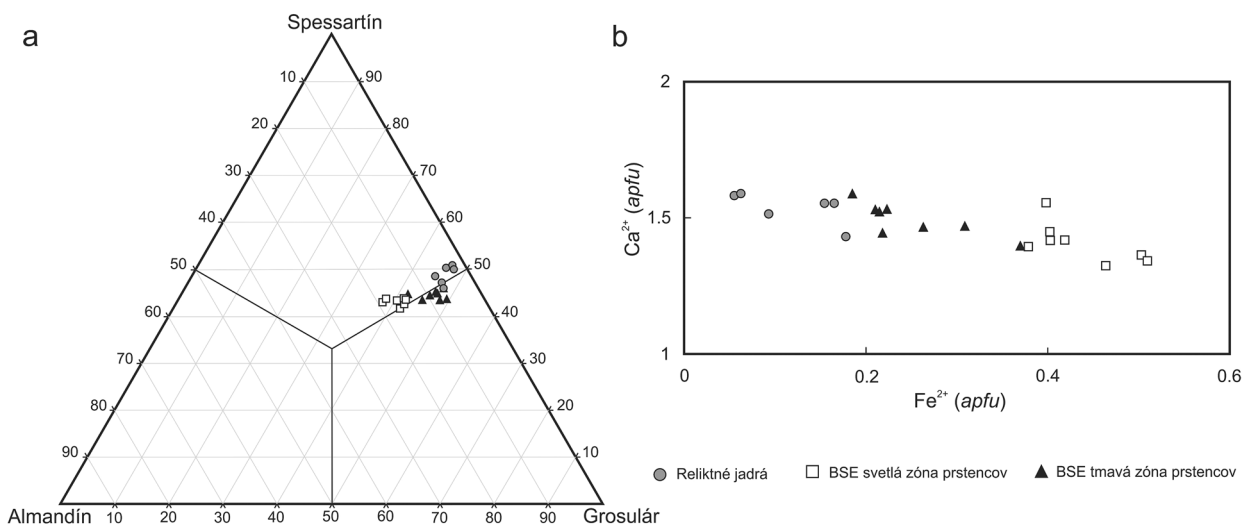 a
Spessartín
10
90
20
80
30
70
40
60
50
50
60
40
70
30
80
20
90
10
Almandín 10 20 30 40 50 60 70 80 90 Grosulár
b
2
1.5
1
Ca²⁺ (apfu)
0 0.2 0.4 0.6
Fe²⁺ (apfu)
Reliktné jadrá BSE svetlá zóna prstencov BSE tmavá zóna prstencov